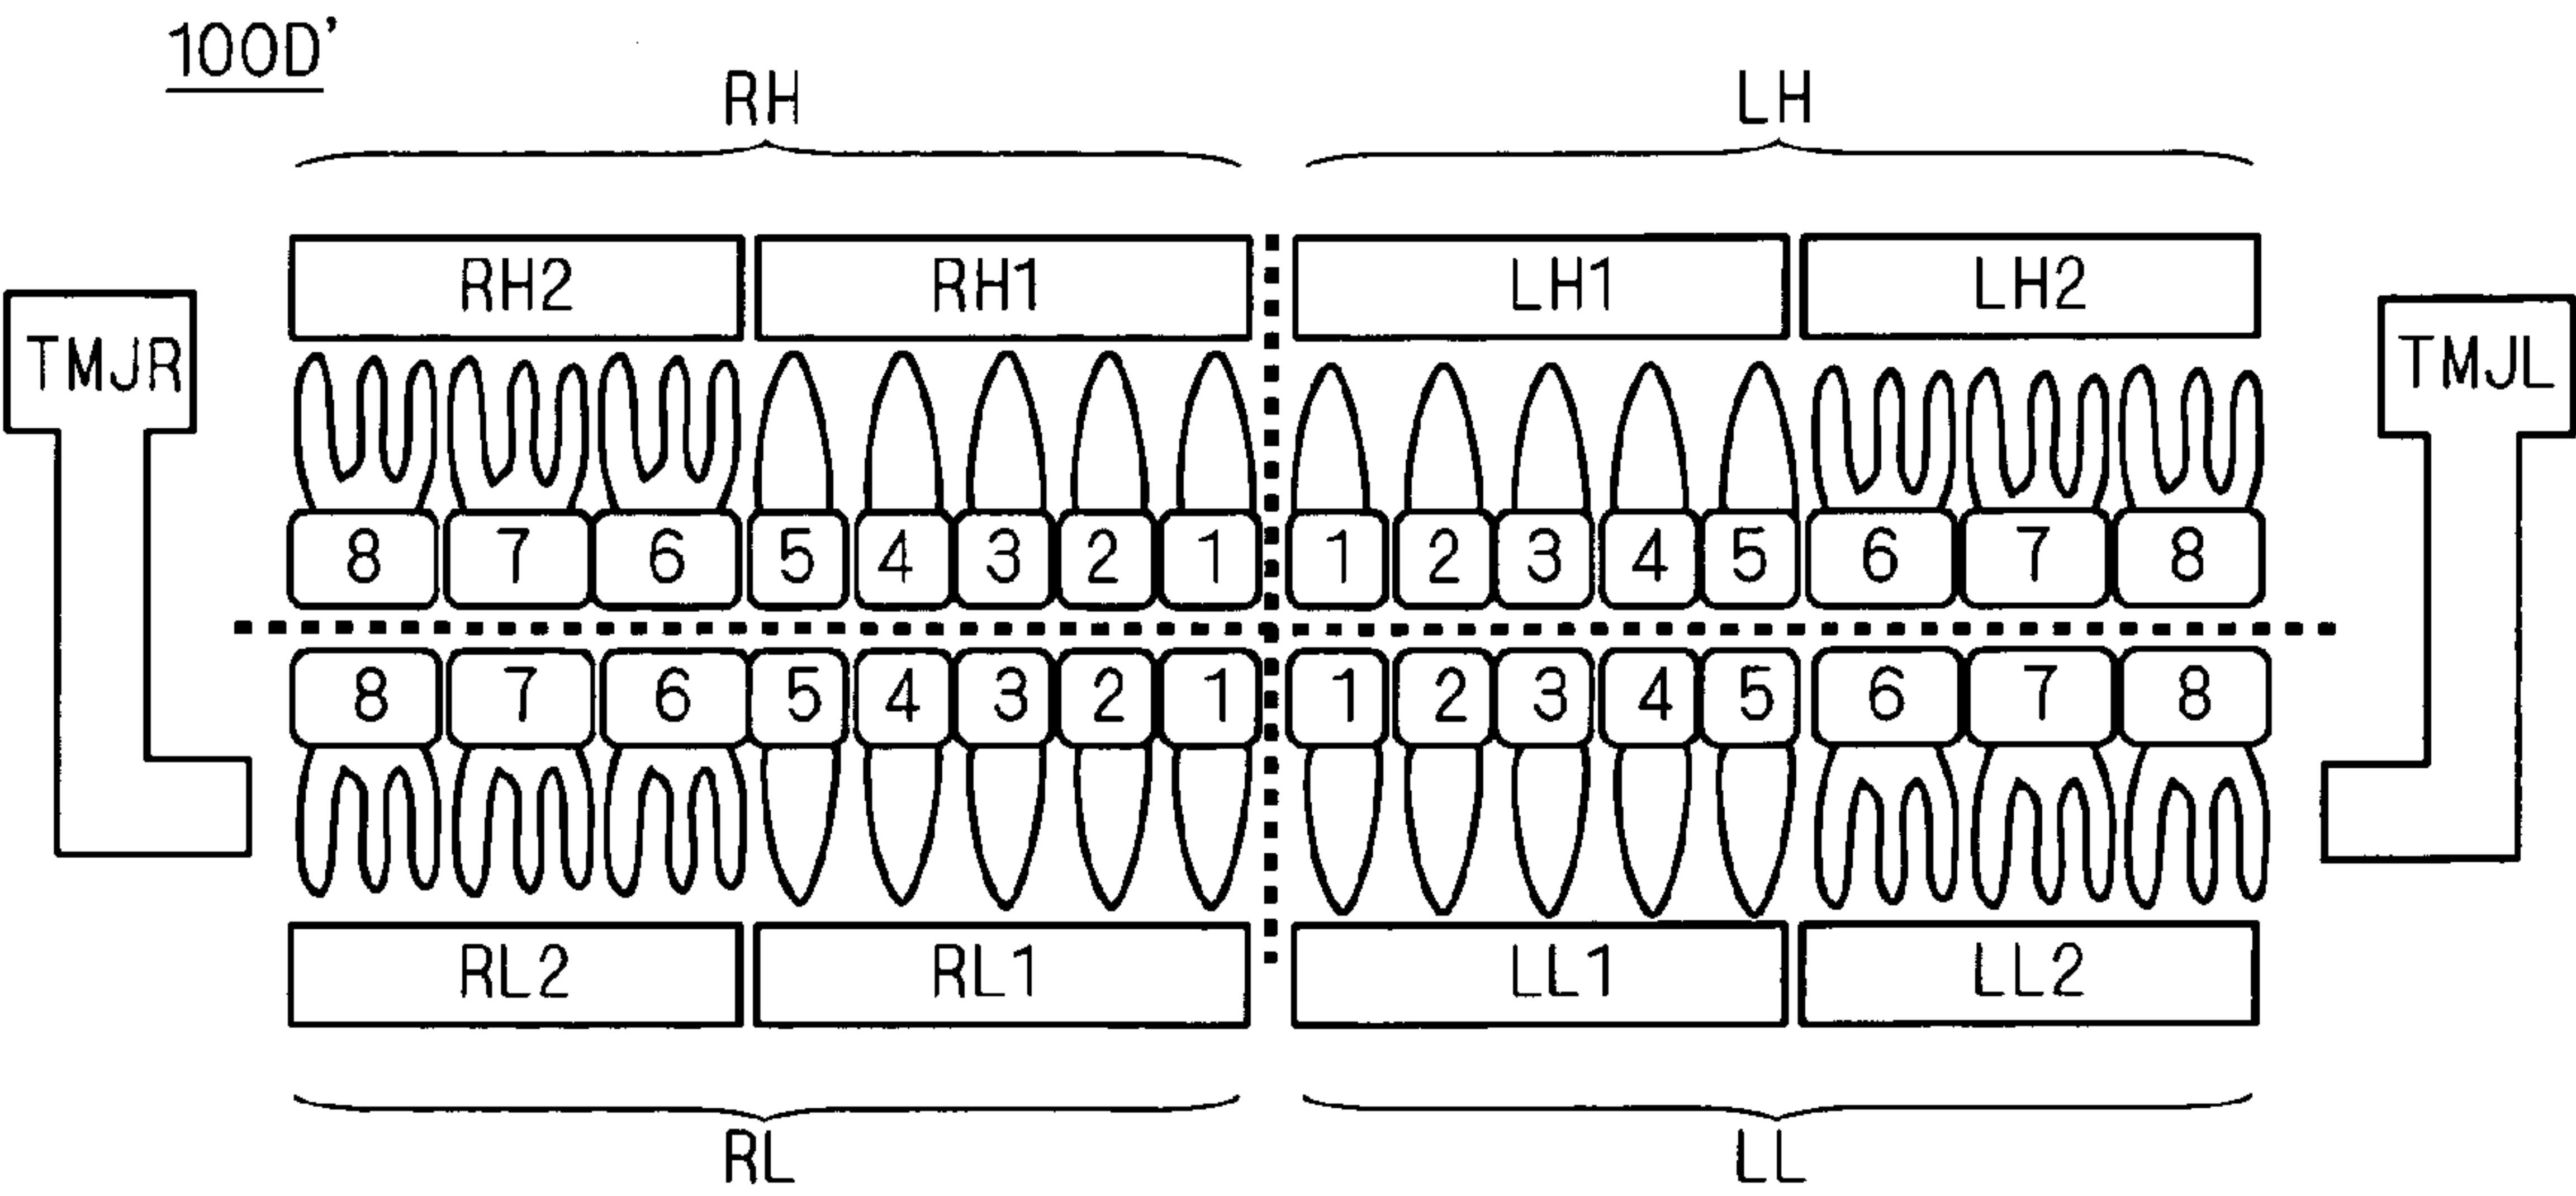 100D’
RH LH
RH2 RH1 LH1 LH2
TMJR TMJL
8 7 6 5 4 3 2 1 1 2 3 4 5 6 7 8
8 7 6 5 4 3 2 1 1 2 3 4 5 6 7 8
RL2 RL1 LL1 LL2
RL LL